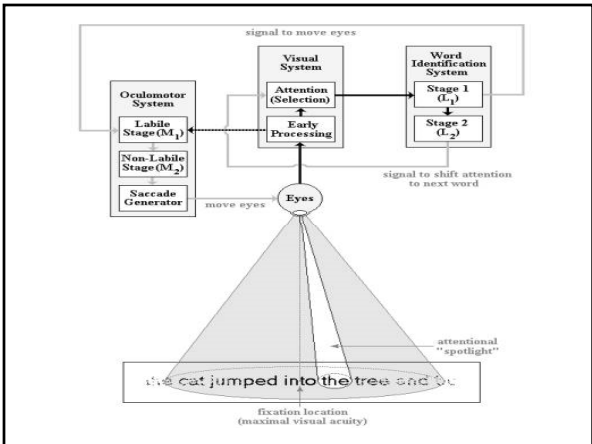 signal to move eyes
Visual
System
Word
Identification
System
Oculomotor
System
Attention
(Selection)
Stage 1
(L1)
Labile
Stage(M1)
Early
Processing
Stage 2
(L2)
Non-Labile
Stage(M2)
signal to shift attention
to next word
Saccade
Generator
move eyes
Eyes
attentional
"spotlight"
the cat jumped into the tree and
fixation location
(maximal visual acuity)